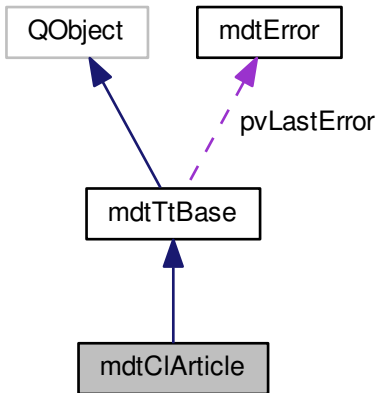 QObject
mdtError
pvLastError
mdtTtBase
mdtClArticle